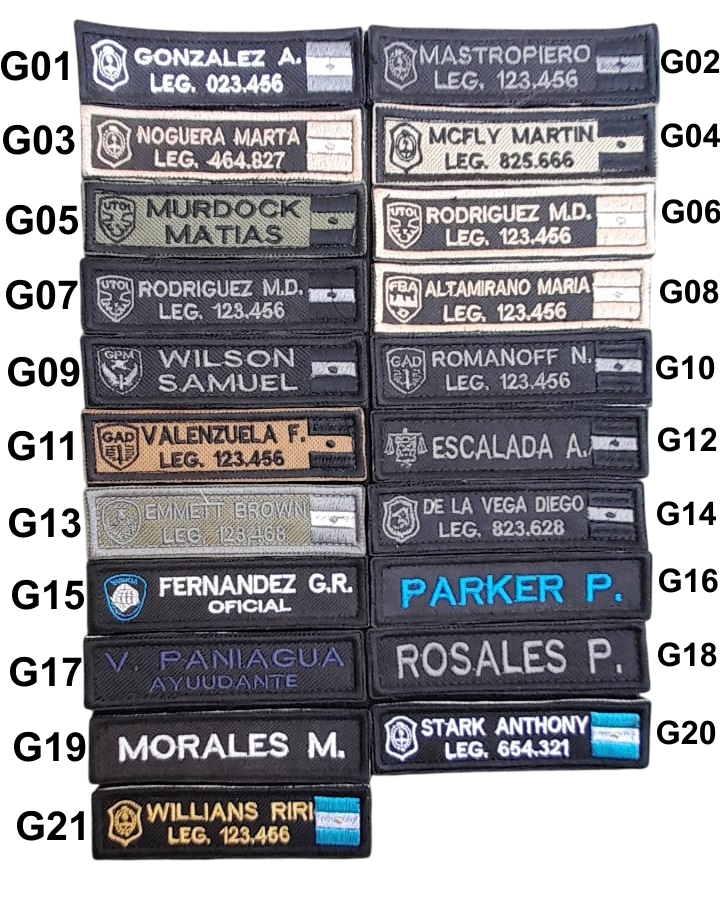 G01
GONZALEZ A.
LEG. 023.456
G02
MASTROPIERO
LEG. 123.456
G03
NOGUERA MARTA
LEG. 464.827
G04
MCFLY MARTIN
LEG. 825.666
G05
UTOI
MURDOCK
MATIAS
G06
UTOI
RODRIGUEZ M.D.
LEG. 123.456
G07
UTOI
RODRIGUEZ M.D.
LEG. 123.456
G08
FBA
ALTAMIRANO MARIA
LEG. 123.456
G09
GPM
WILSON
SAMUEL
G10
GAD
ROMANOFF N.
LEG. 123.456
G11
GAD
VALENZUELA F.
LEG. 123.456
G12
ESCALADA A.
G13
EMMETT BROWN
LEG. 123.468
G14
DE LA VEGA DIEGO
LEG. 823.628
G15
FERNANDEZ G.R.
OFICIAL
G16
PARKER P.
G17
V. PANIAGUA
AYUUDANTE
G18
ROSALES P.
G19
MORALES M.
G20
STARK ANTHONY
LEG. 654.321
G21
WILLIANS RIRI
LEG. 123.456